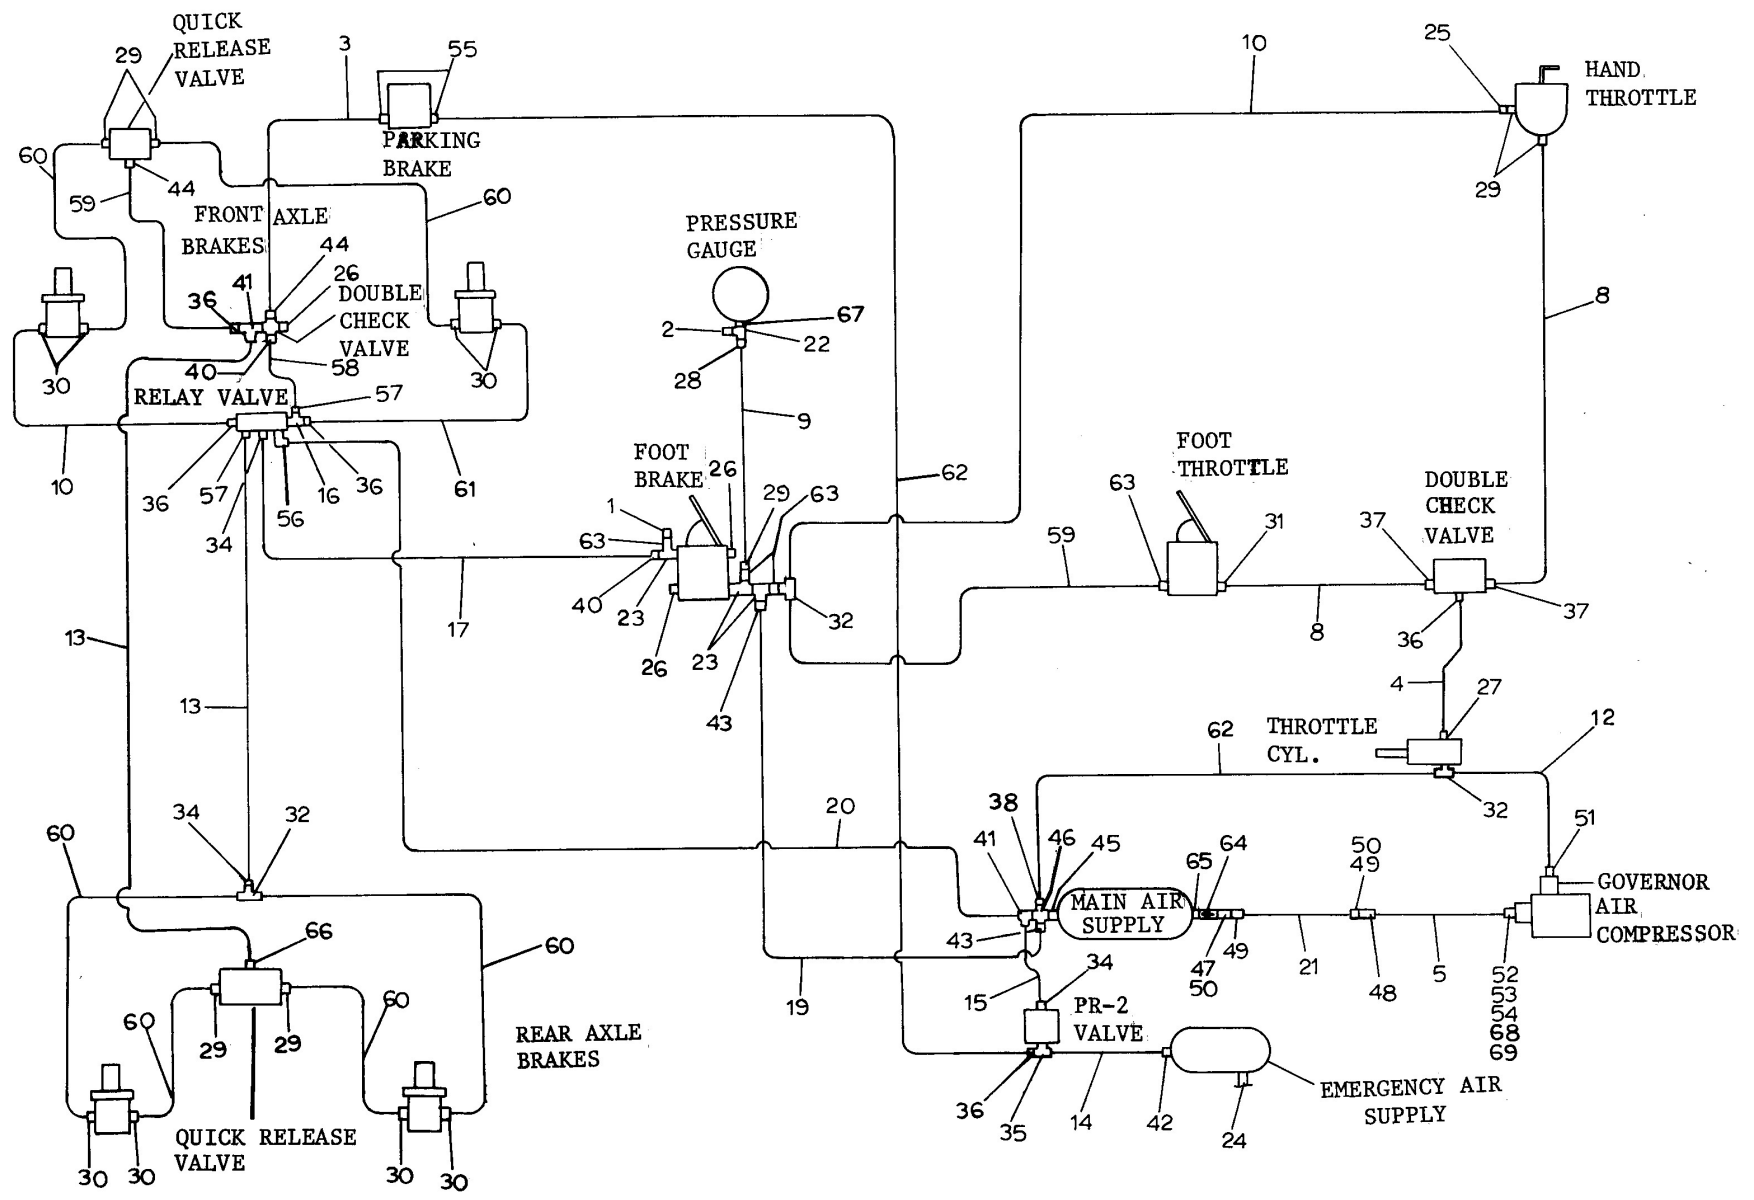 QUICK
RELEASE
VALVE
29
3
55
10
25
HAND
THROTTLE
PARKING
BRAKE
60
59
44
29
60
FRONT AXLE
BRAKES
44
PRESSURE
GAUGE
36
41
26
DOUBLE
CHECK
VALVE
2
67
22
8
30
40
58
30
28
RELAY VALVE
57
9
10
36
57
34
56
16
36
61
FOOT
BRAKE
26
62
FOOT
THROTTLE
DOUBLE
CHECK
VALVE
1
63
29
63
59
63
31
37
40
23
17
26
23
32
8
36
37
13
43
4
27
13
62
THROTTLE
CYL.
12
32
34
32
60
20
38
41
46
45
65
64
50
49
51
MAIN AIR
SUPPLY
GOVERNOR
AIR
COMPRESSOR
66
60
43
47
50
49
21
48
5
52
53
54
68
69
19
15
34
PR-2
VALVE
60
60
29
29
REAR AXLE
BRAKES
36
35
14
42
24
EMERGENCY AIR
SUPPLY
QUICK RELEASE
VALVE
30
30
30
30